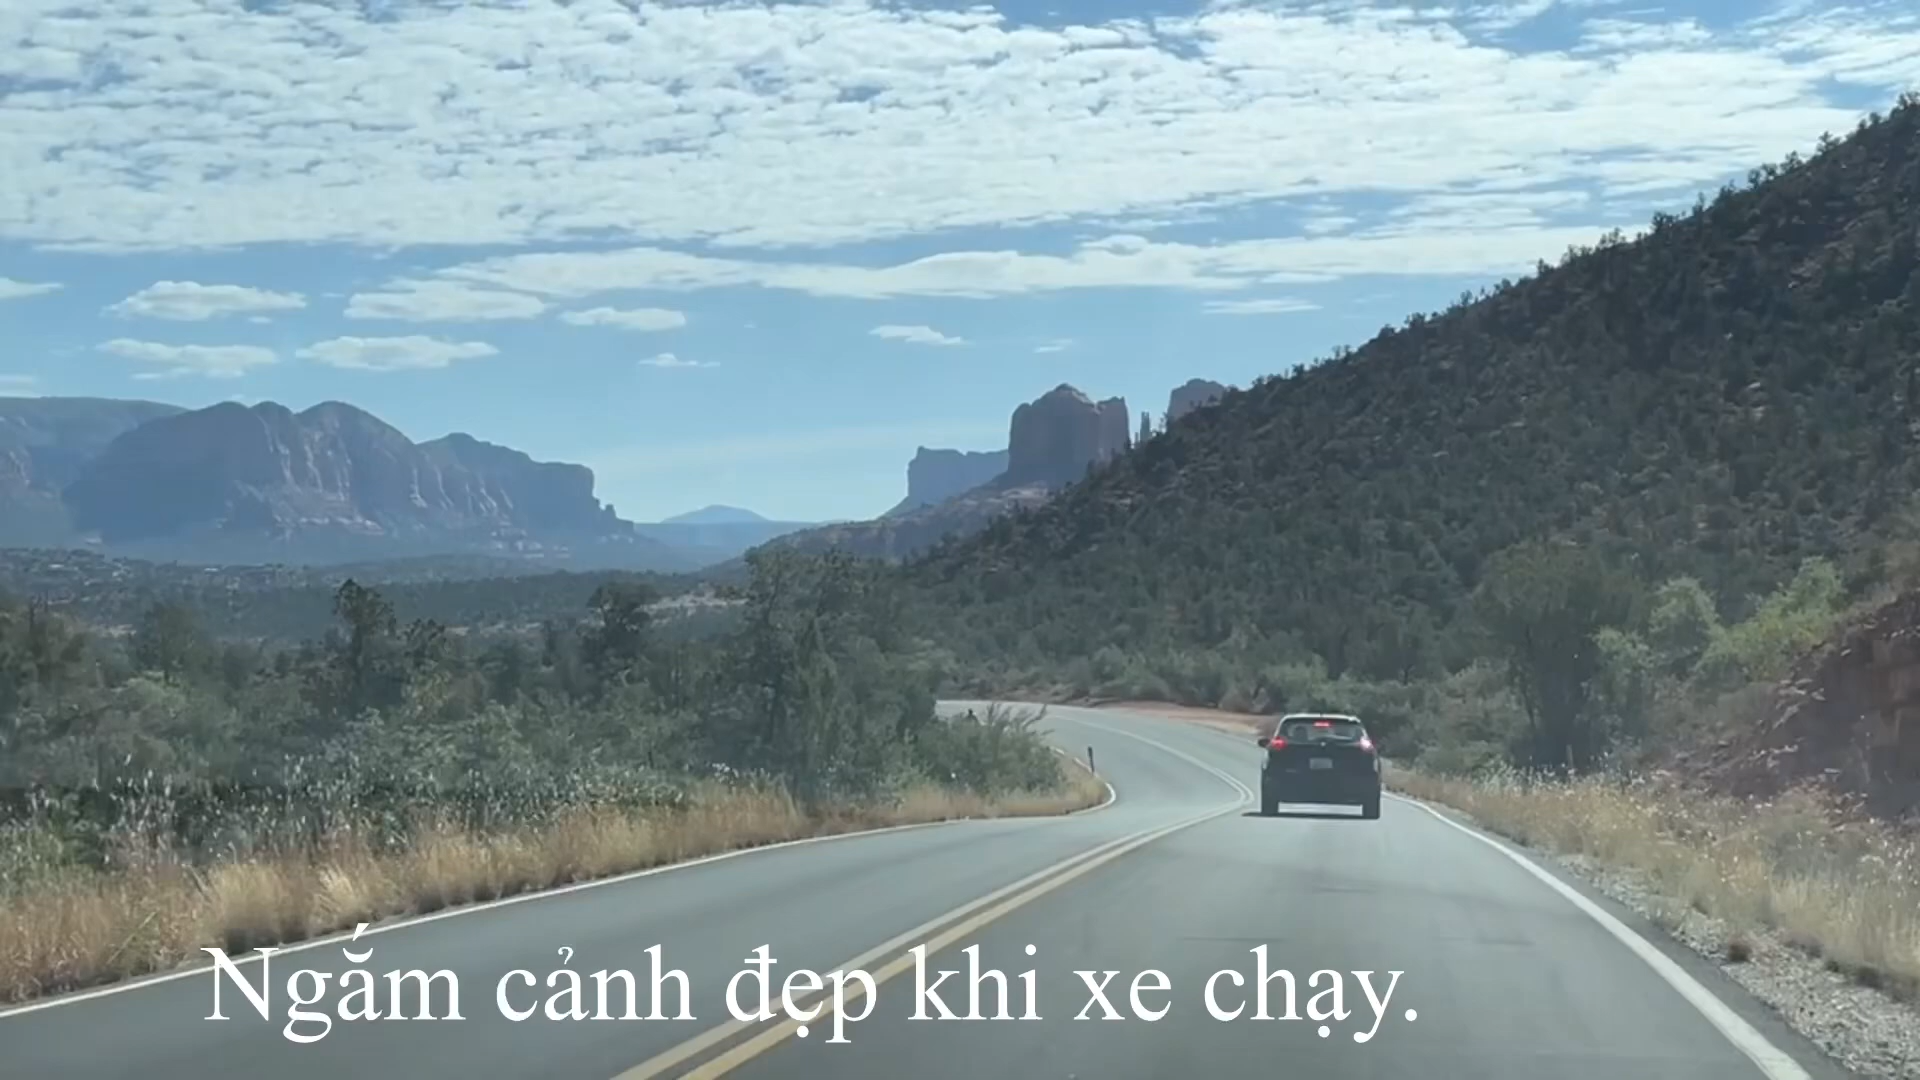 Ngắm cảnh đẹp khi xe chạy.